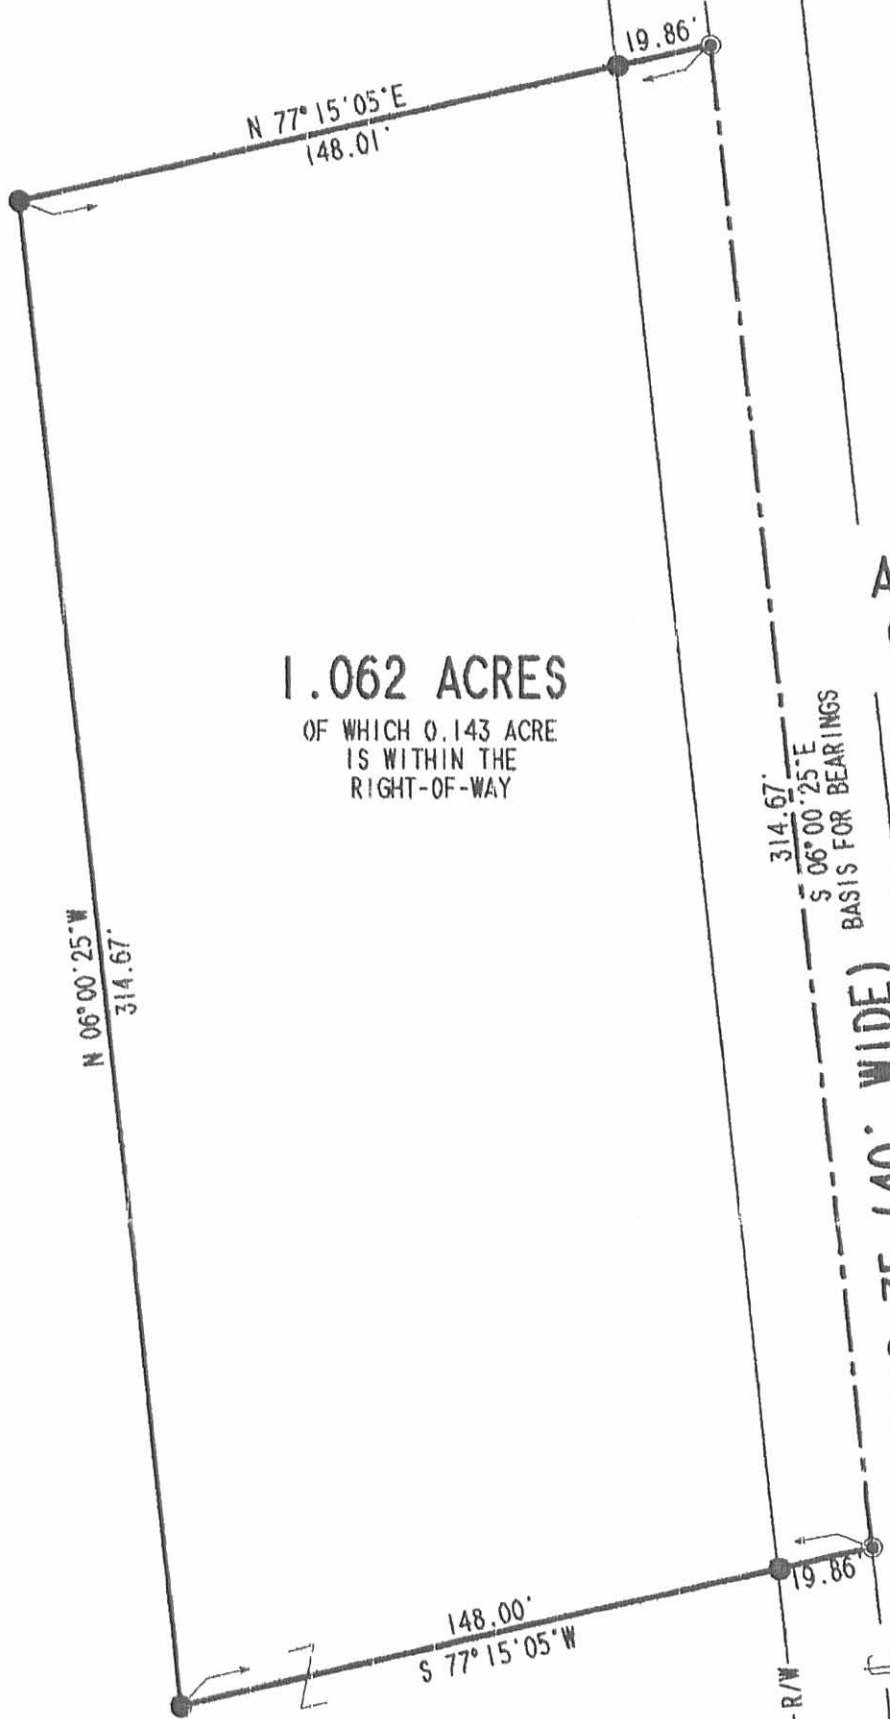 19.86'
N 77° 15' 05" E
148.01'
1.062 ACRES
OF WHICH 0.143 ACRE
IS WITHIN THE
RIGHT-OF-WAY
314.67'
S 06° 00' 25" E
BASIS FOR BEARINGS
N 06° 00' 25" W
314.67'
(40' WIDE)
19.86'
148.00'
S 77° 15' 05" W
R/W